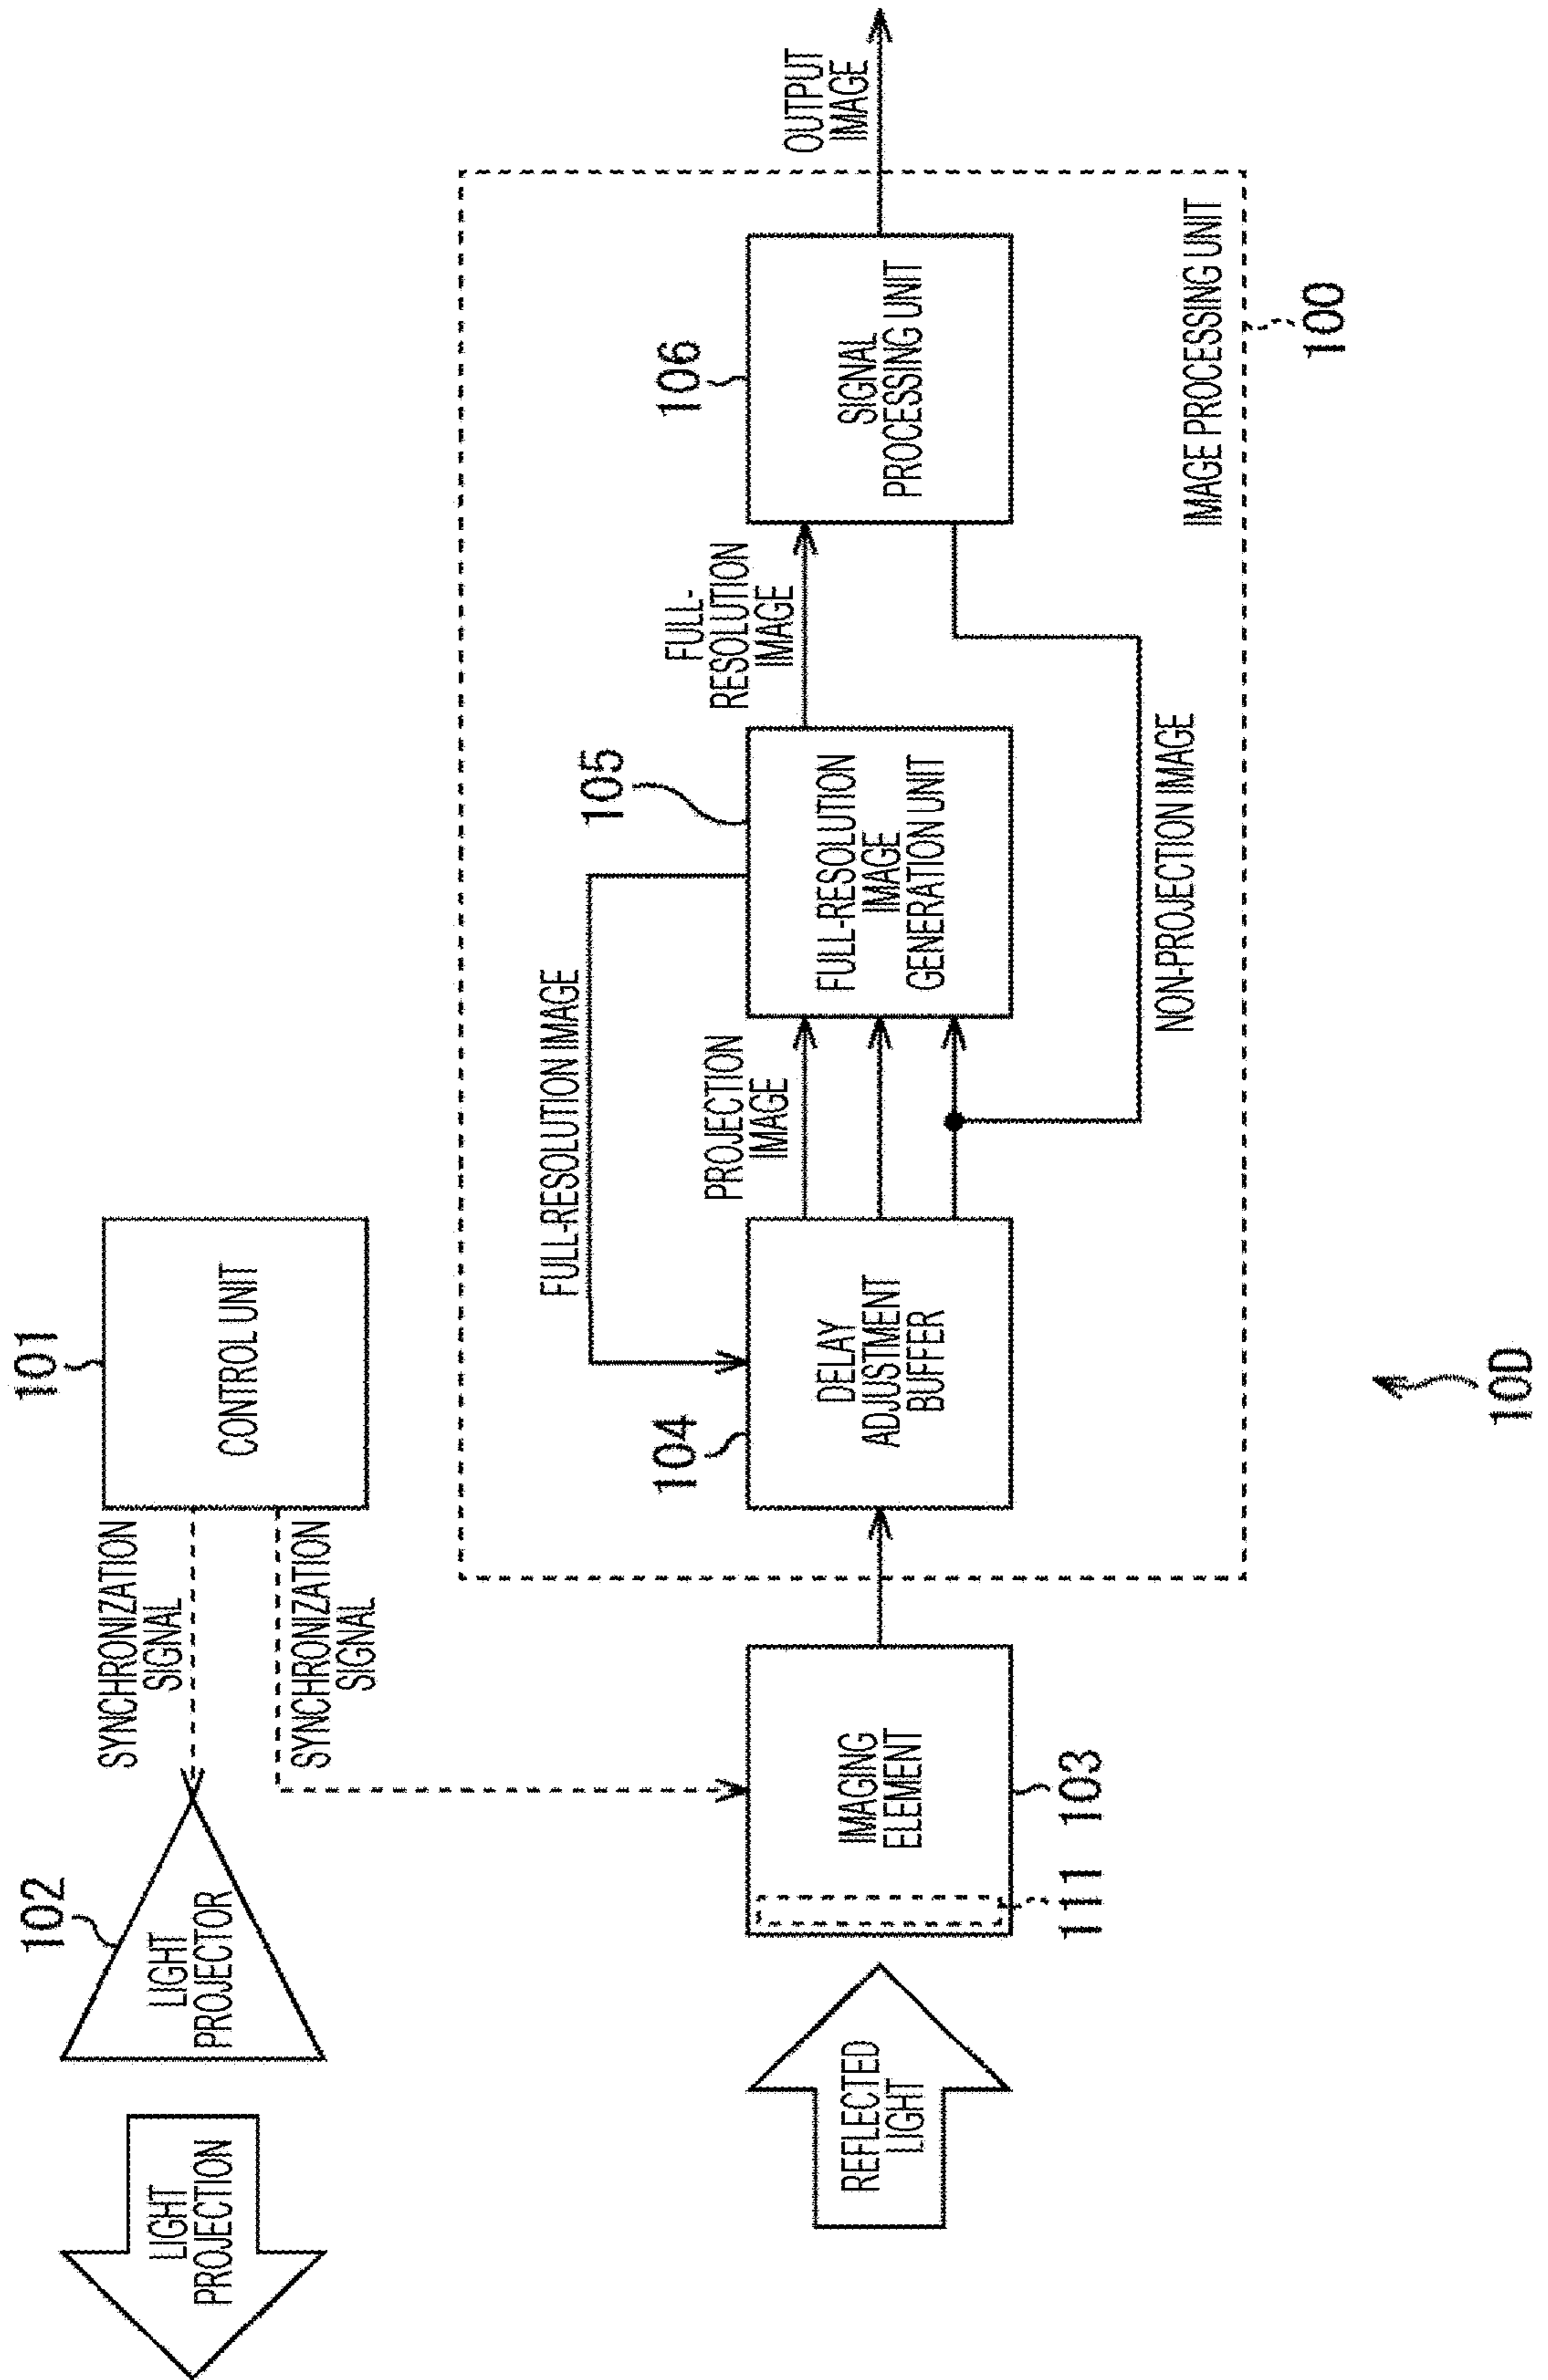 LIGHT
PROJECTION
102
LIGHT
PROJECTOR
SYNCHRONIZATION
SIGNAL
SYNCHRONIZATION
SIGNAL
101
CONTROL UNIT
REFLECTED
LIGHT
IMAGING
ELEMENT
111
103
104
DELAY
ADJUSTMENT
BUFFER
FULL-RESOLUTION IMAGE
PROJECTION
IMAGE
105
FULL-RESOLUTION
IMAGE
GENERATION UNIT
NON-PROJECTION IMAGE
FULL-
RESOLUTION
IMAGE
106
SIGNAL
PROCESSING UNIT
OUTPUT
IMAGE
IMAGE PROCESSING UNIT
100
10D